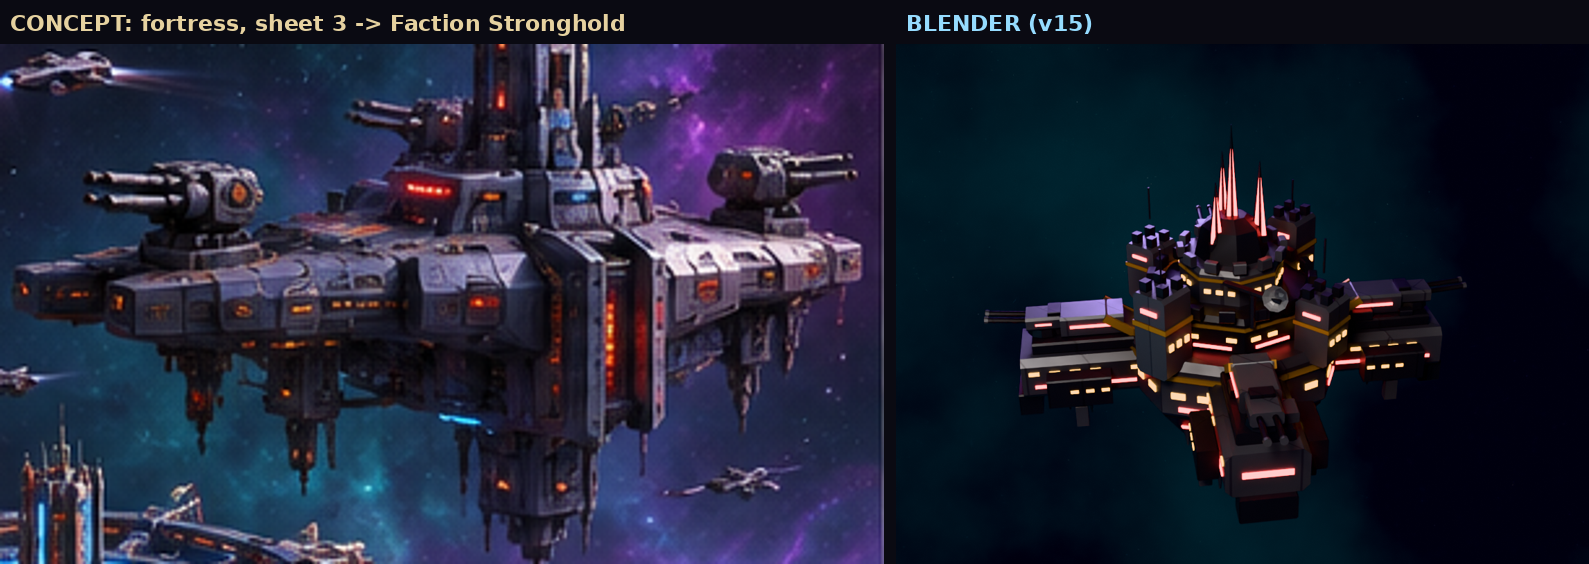 CONCEPT: fortress, sheet 3 -> Faction Stronghold
BLENDER (v15)